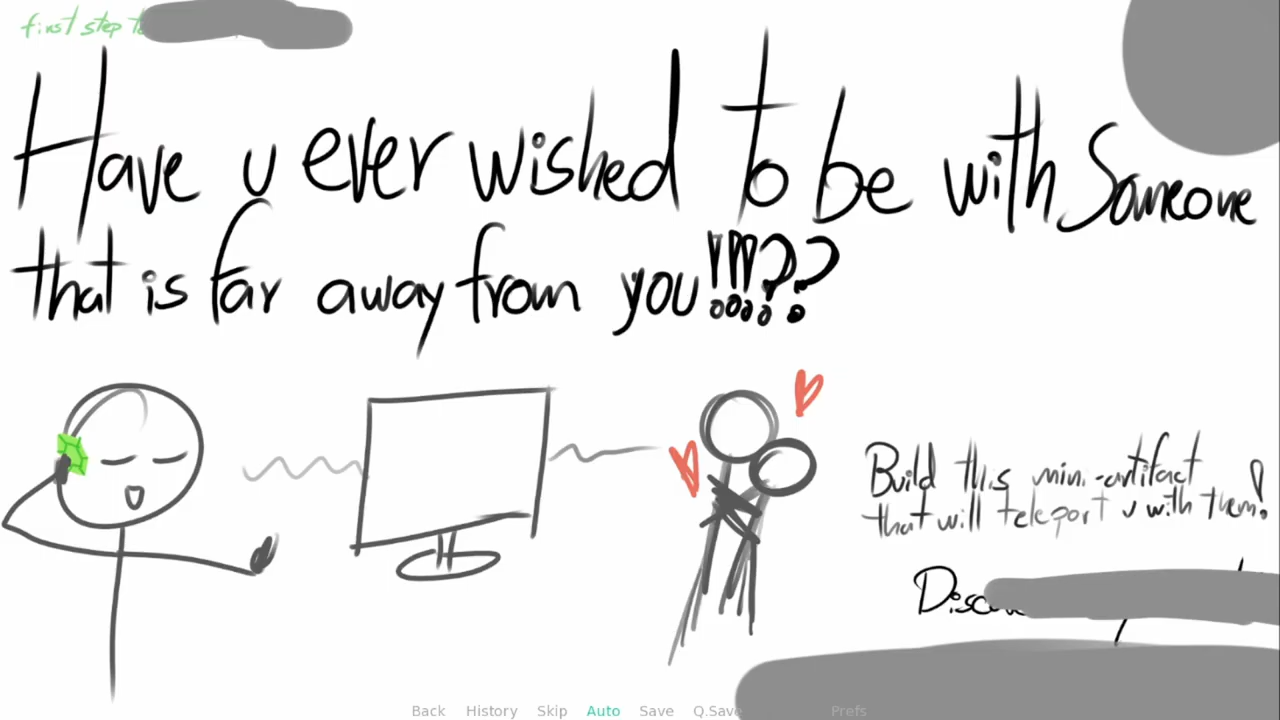 first step to
Have u ever wished to be with Someone
that is far away from you!!!!??
Build this mini-artifact
that will teleport u with them!
Back History Skip Auto Save Q.Save Prefs